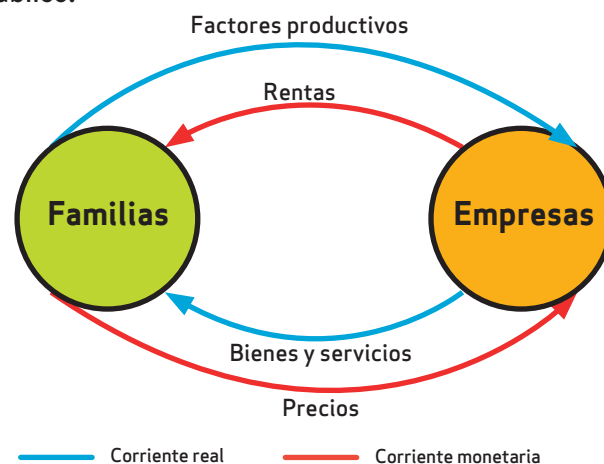 Factores productivos
Rentas
Familias
Empresas
Bienes y servicios
Precios
Corriente real
Corriente monetaria